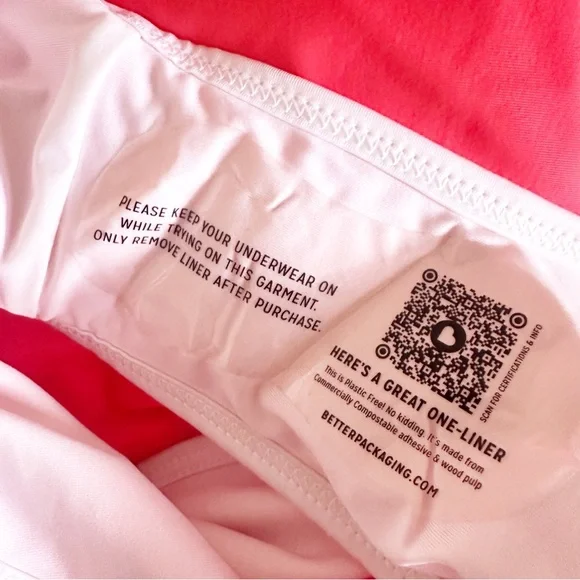 PLEASE KEEP YOUR UNDERWEAR ON
WHILE TRYING ON THIS GARMENT.
ONLY REMOVE LINER AFTER PURCHASE.
SCAN FOR CERTIFICATIONS & INFO
HERE'S A GREAT ONE-LINER
This is Plastic Free! No kidding. It's made from
Commercially Compostable adhesive & wood pulp
BETTERPACKAGING.COM